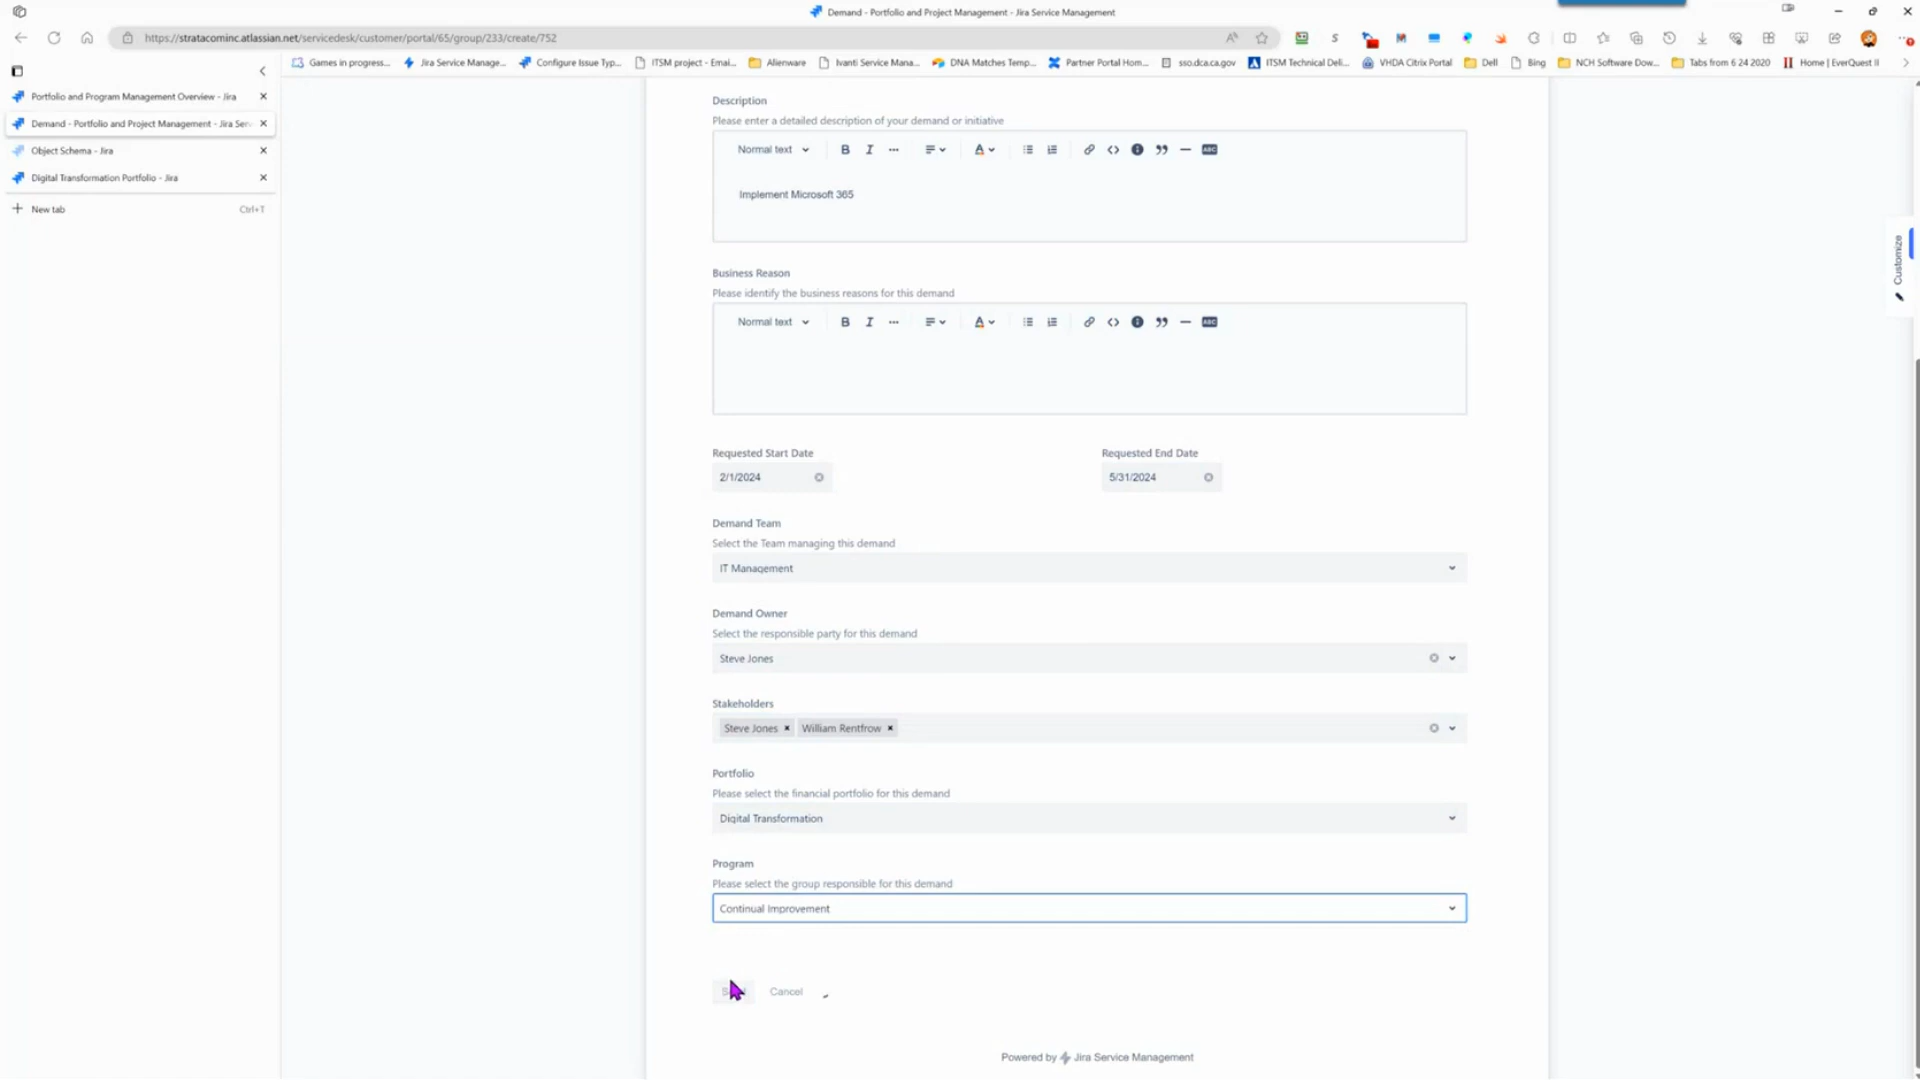 Demand - Portfolio and Project Management - Jira Service Management
https://stratacominc.atlassian.net/servicedesk/customer/portal/65/group/233/create/752
Games in progress...
Jira Service Manage...
Configure Issue Typ...
ITSM project - Emai...
Alienware
Ivanti Service Mana...
DNA Matches Temp...
Partner Portal Hom...
sso.dca.ca.gov
ITSM Technical Deli...
VHDA Citrix Portal
Dell
Bing
NCH Software Dow...
Tabs from 6 24 2020
Home | EverQuest II
Portfolio and Program Management Overview - Jira
Demand - Portfolio and Project Management - Jira Serv
Object Schema - Jira
Digital Transformation Portfolio - Jira
New tab Ctrl+T
Description
Please enter a detailed description of your demand or initiative
Normal text
Implement Microsoft 365
Business Reason
Please identify the business reasons for this demand
Normal text
Requested Start Date Requested End Date
2/1/2024 5/31/2024
Demand Team
Select the Team managing this demand
IT Management
Demand Owner
Select the responsible party for this demand
Steve Jones
Stakeholders
Steve Jones William Rentfrow
Portfolio
Please select the financial portfolio for this demand
Digital Transformation
Program
Please select the group responsible for this demand
Continual Improvement
Cancel
Powered by Jira Service Management
Customize